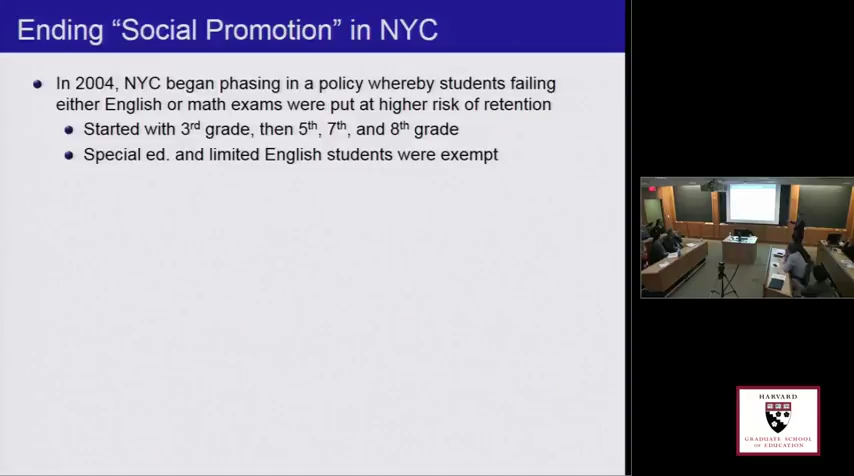 Ending “Social Promotion” in NYC
In 2004, NYC began phasing in a policy whereby students failing
either English or math exams were put at higher risk of retention
Started with 3rd grade, then 5th, 7th, and 8th grade
Special ed. and limited English students were exempt
HARVARD
GRADUATE SCHOOL
OF EDUCATION